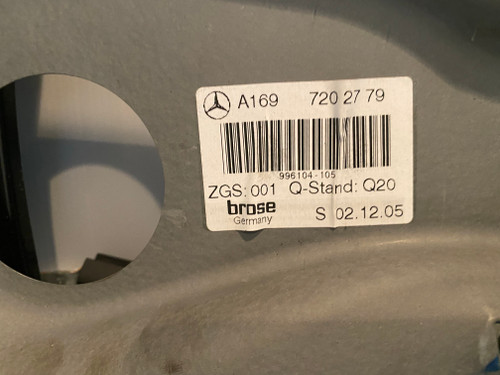 A169 720 27 79
996104-105
ZGS: 001 Q-Stand: Q20
brose
Germany
S 02.12.05